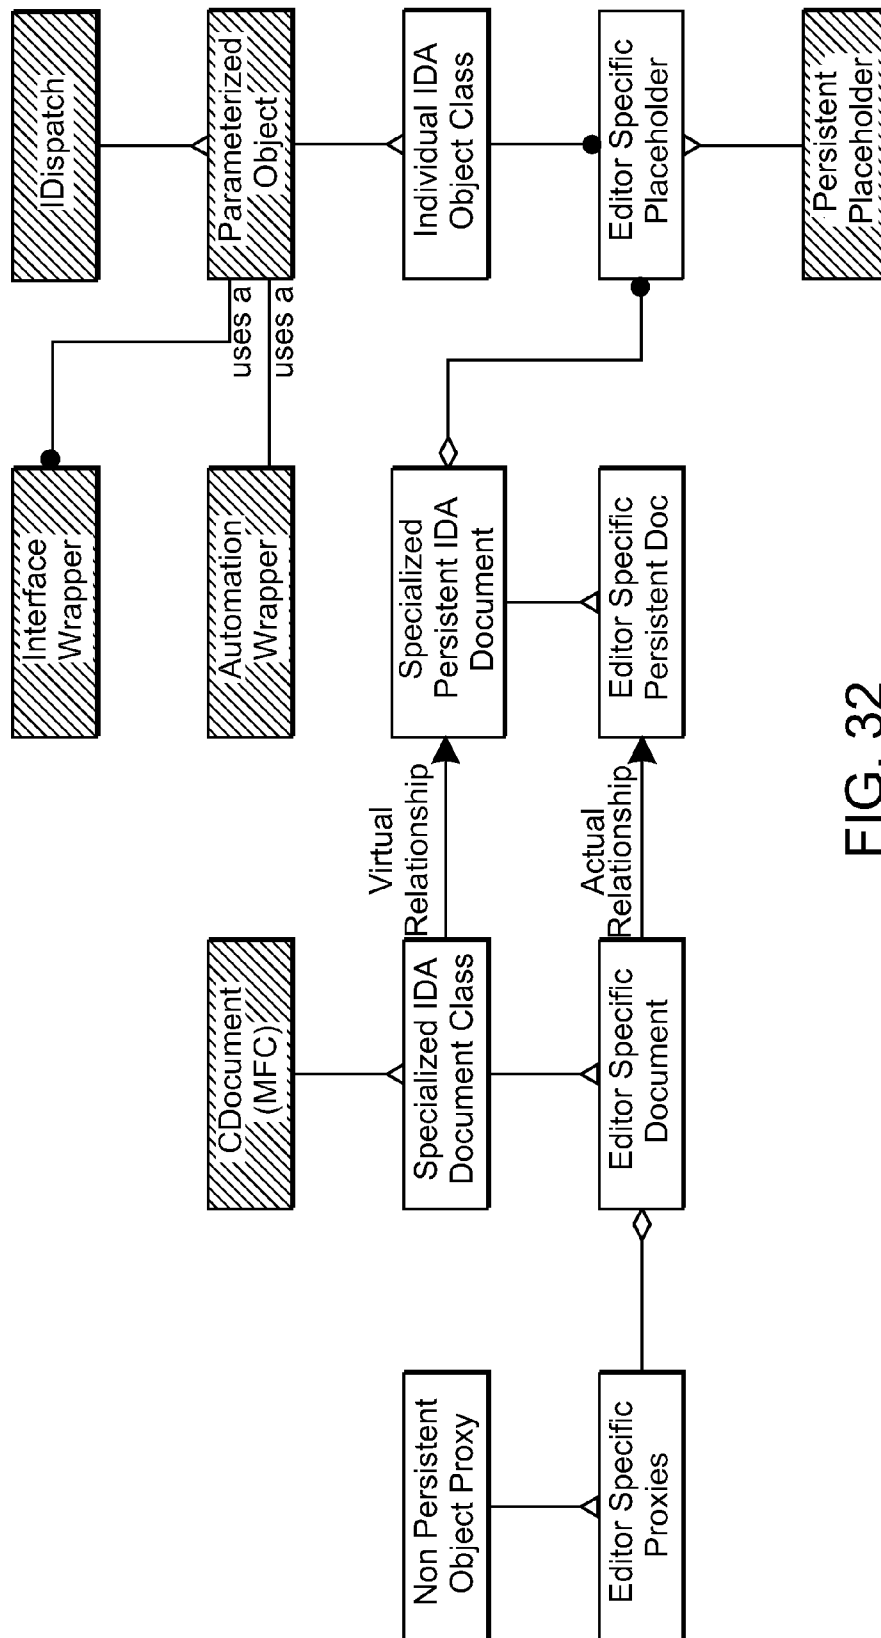 Interface
Wrapper
IDispatch
CDocument
(MFC)
Automation
Wrapper
uses a
uses a
Parameterized
Object
Non Persistent
Object Proxy
Specialized IDA
Document Class
Virtual
Relationship
Specialized
Persistent IDA
Document
Individual IDA
Object Class
Editor Specific
Proxies
Editor Specific
Document
Actual
Relationship
Editor Specific
Persistent Doc
Editor Specific
Placeholder
Persistent
Placeholder
FIG. 32